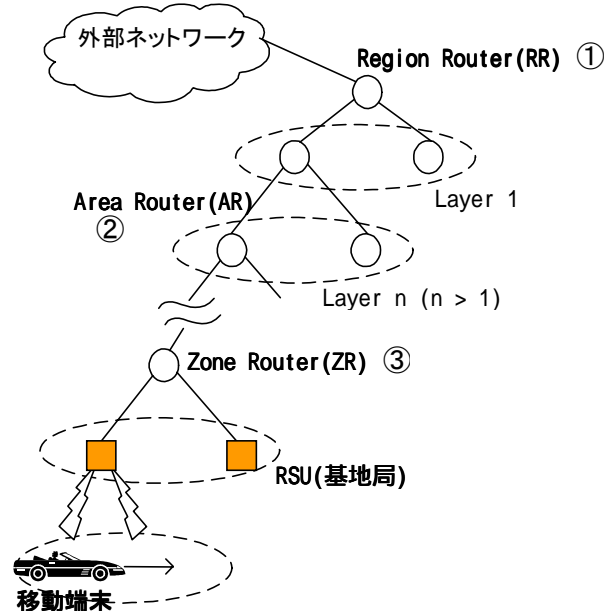 外部ネットワーク
Region Router(RR) ①
Layer 1
Area Router(AR)
②
Layer n (n > 1)
Zone Router(ZR) ③
RSU(基地局)
移動端末